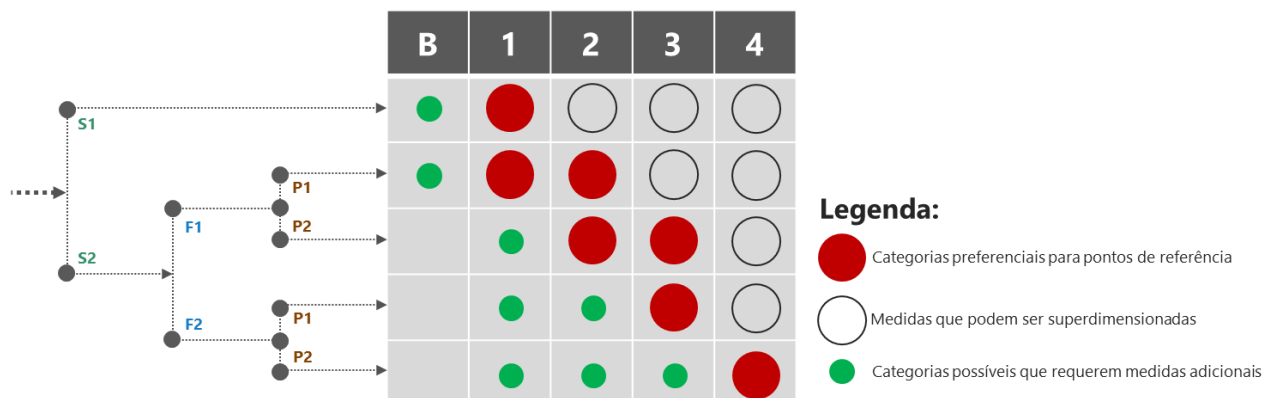 B 1 2 3 4
S1
P1
F1 P2
S2
P1
F2
P2
Legenda:
Categorias preferenciais para pontos de referência
Medidas que podem ser superdimensionadas
Categorias possíveis que requerem medidas adicionais